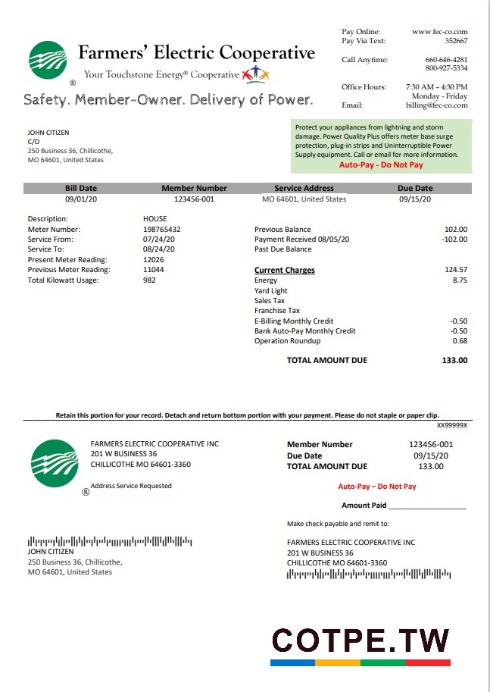 Farmers' Electric Cooperative
Your Touchstone Energy® Cooperative
®
Safety. Member-Owner. Delivery of Power.
Pay Online: www.fec-co.com
Pay Via Text: 352667
Call Anytime: 660-646-4281
800-927-5334
Office Hours: 7:30 AM – 4:30 PM
Monday - Friday
Email: billing@fec-co.com
JOHN CITIZEN
C/O
250 Business 36, Chillicothe,
MO 64601, United States
Protect your appliances from lightning and storm
damage. Power Quality Plus offers meter base surge
protection, plug-in strips and Uninterruptible Power
Supply equipment. Call or email for more information.
Auto-Pay - Do Not Pay
Bill Date Member Number Service Address Due Date
09/01/20 123456-001 MO 64601, United States 09/15/20
Description: HOUSE
Meter Number: 198765432
Service From: 07/24/20
Service To: 08/24/20
Present Meter Reading: 12026
Previous Meter Reading: 11044
Total Kilowatt Usage: 982
Previous Balance 102.00
Payment Received 08/05/20 -102.00
Past Due Balance
Current Charges 124.57
Energy 8.75
Yard Light
Sales Tax
Franchise Tax
E-Billing Monthly Credit -0.50
Bank Auto-Pay Monthly Credit -0.50
Operation Roundup 0.68
TOTAL AMOUNT DUE 133.00
Retain this portion for your record. Detach and return bottom portion with your payment. Please do not staple or paper clip.
XX99999X
FARMERS ELECTRIC COOPERATIVE INC
201 W BUSINESS 36
CHILLICOTHE MO 64601-3360
® Address Service Requested
Member Number 123456-001
Due Date 09/15/20
TOTAL AMOUNT DUE 133.00
Auto-Pay – Do Not Pay
Amount Paid ____________________
Make check payable and remit to:
JOHN CITIZEN
250 Business 36, Chillicothe,
MO 64601, United States
FARMERS ELECTRIC COOPERATIVE INC
201 W BUSINESS 36
CHILLICOTHE MO 64601-3360
COTPE.TW